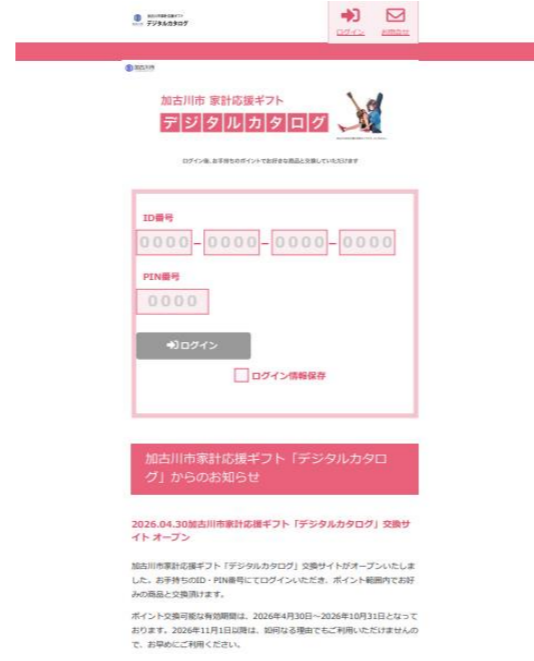 加古川市家計応援ギフト
デジタルカタログ
ログイン
お問合せ
加古川市
加古川市 家計応援ギフト
デジタルカタログ
ログイン後、お手持ちのポイントでお好きな商品と交換していただけます
ID番号
0000-0000-0000-0000
PIN番号
0000
ログイン
ログイン情報保存
加古川市家計応援ギフト「デジタルカタロ
グ」からのお知らせ
2026.04.30加古川市家計応援ギフト「デジタルカタログ」交換サ
イト オープン
加古川市家計応援ギフト「デジタルカタログ」交換サイトがオープンいたしま
した。お手持ちのID・PIN番号にてログインいただき、ポイント範囲内でお好
みの商品と交換頂けます。
ポイント交換可能な有効期間は、2026年4月30日～2026年10月31日となって
おります。2026年11月1日以降は、如何なる理由でもご利用いただけませんの
で、お早めにご利用ください。